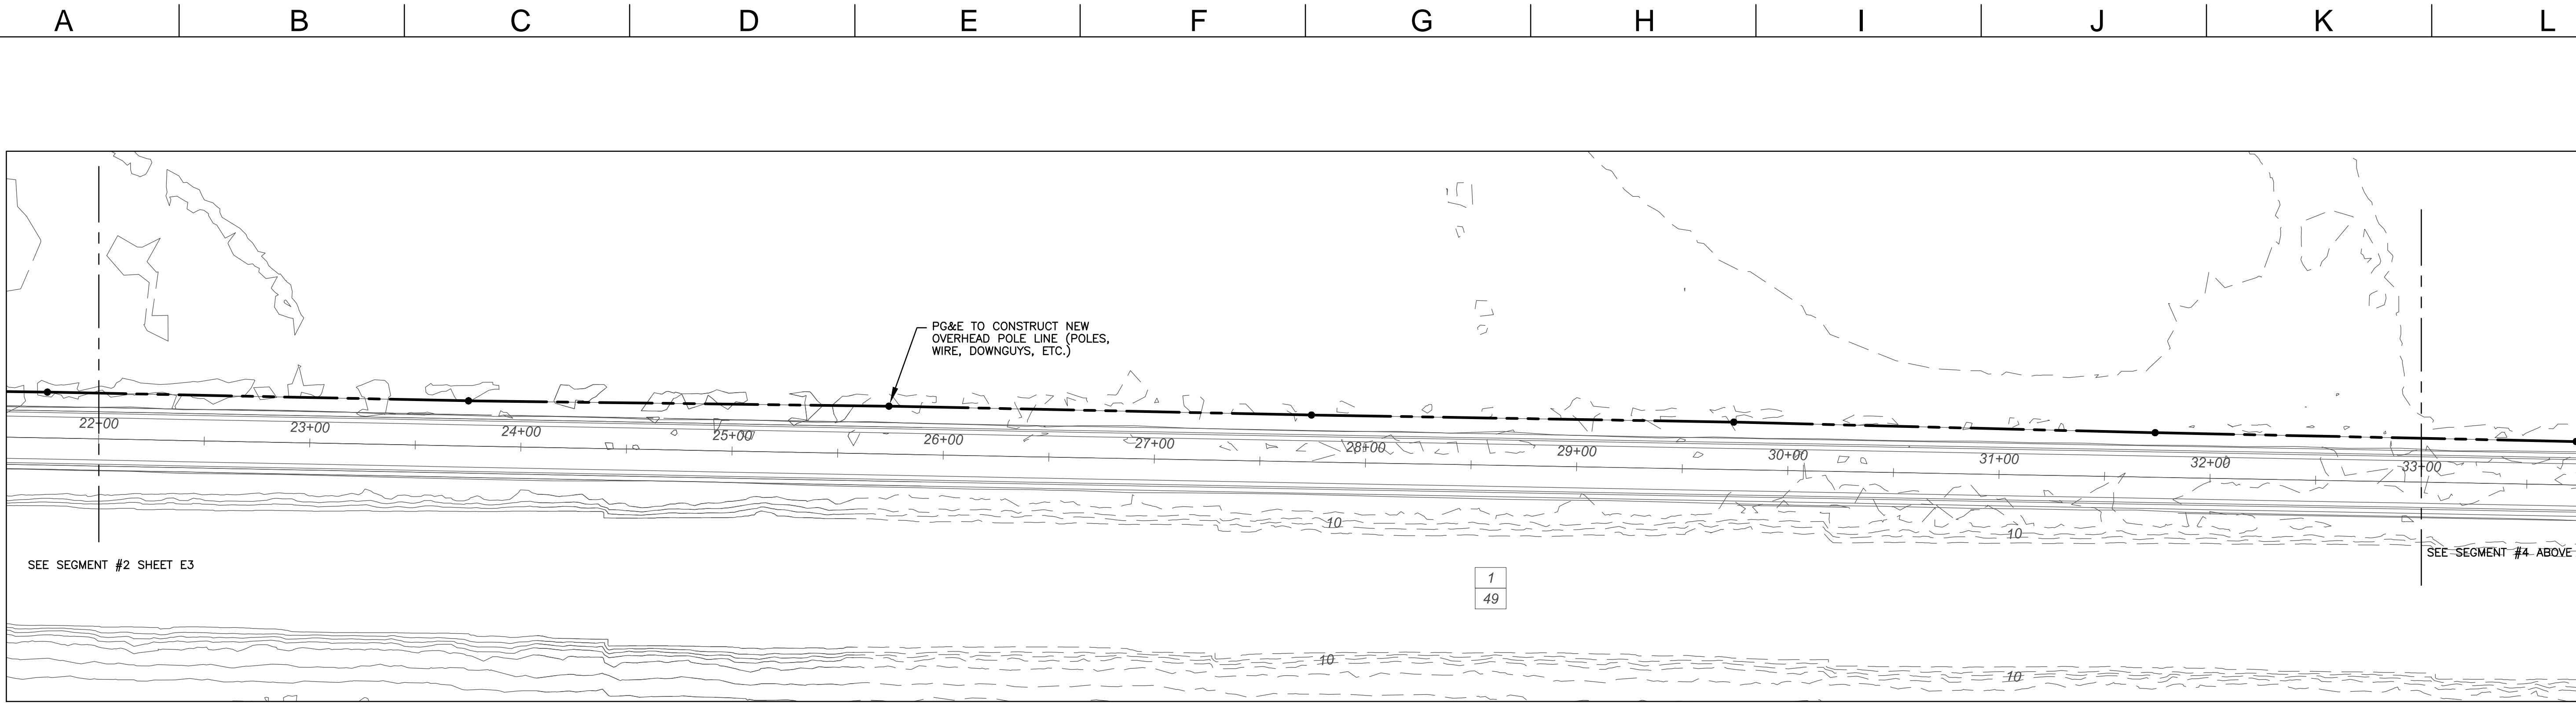 A B C D E F G H I J K L
PG&E TO CONSTRUCT NEW
OVERHEAD POLE LINE (POLES,
WIRE, DOWNGUYS, ETC.)
22+00 23+00 24+00 25+00 26+00 27+00 28+00 29+00 30+00 31+00 32+00 33+00
10 10
SEE SEGMENT #2 SHEET E3
SEE SEGMENT #4 ABOVE
1
49
10 10